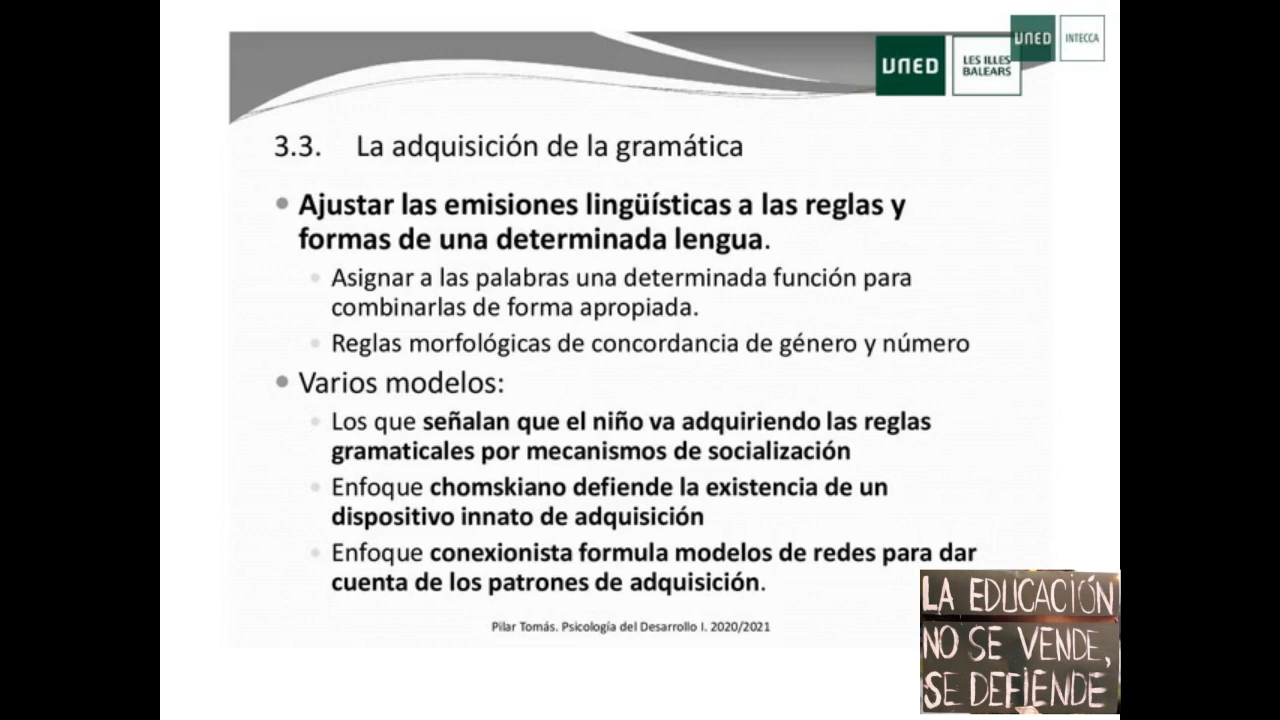 UNED
INTECCA
UNED
LES ILLES
BALEARS
3.3. La adquisición de la gramática
• Ajustar las emisiones lingüísticas a las reglas y
formas de una determinada lengua.
• Asignar a las palabras una determinada función para
combinarlas de forma apropiada.
• Reglas morfológicas de concordancia de género y número
• Varios modelos:
• Los que señalan que el niño va adquiriendo las reglas
gramaticales por mecanismos de socialización
• Enfoque chomskiano defiende la existencia de un
dispositivo innato de adquisición
• Enfoque conexionista formula modelos de redes para dar
cuenta de los patrones de adquisición.
Pilar Tomás. Psicología del Desarrollo I. 2020/2021
LA EDUCACIÓN
NO SE VENDE,
SE DEFIENDE